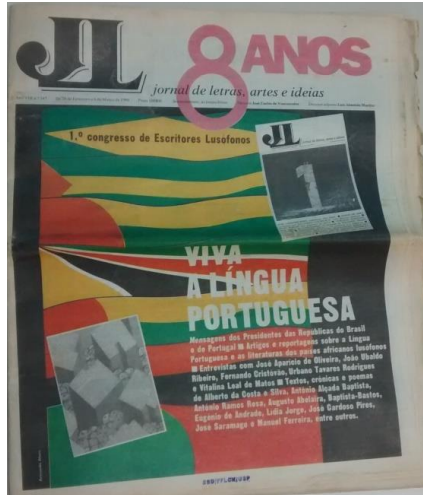 JL
8 ANOS
jornal de letras, artes e ideias
1.º congresso de Escritores Lusófonos
JL
1
VIVA
A LÍNGUA
PORTUGUESA
Mensagens dos Presidentes das Repúblicas do Brasil
e de Portugal ■ Artigos e reportagens sobre a Língua
Portuguesa e as literaturas dos países africanos lusófonos
■ Entrevistas com José Aparício de Oliveira, João Ubaldo
Ribeiro, Fernando Cristóvão, Urbano Tavares Rodrigues
e Vitalina Leal de Matos ■ Textos, crónicas e poemas
de Alberto da Costa e Silva, António Alçada Baptista,
António Ramos Rosa, Augusto Abelaira, Baptista-Bastos,
Eugénio de Andrade, Lídia Jorge, José Cardoso Pires,
José Saramago e Manuel Ferreira, entre outros.